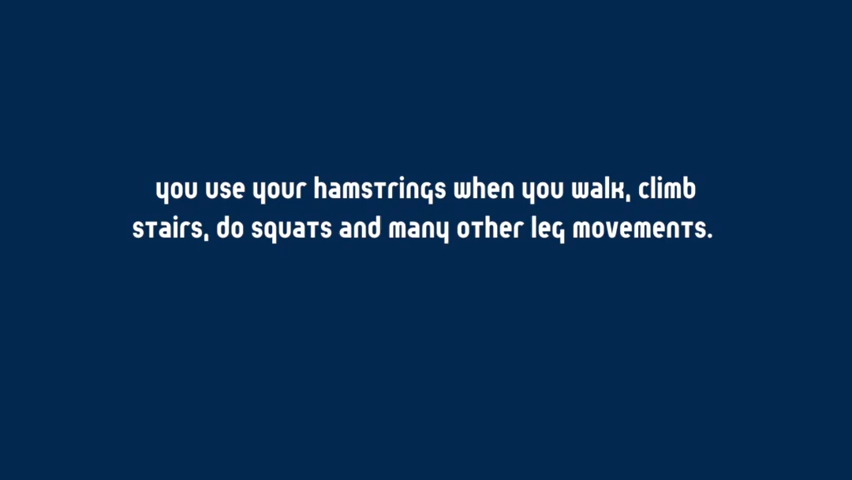 you use your hamstrings when you walk, climb
stairs, do squats and many other leg movements.